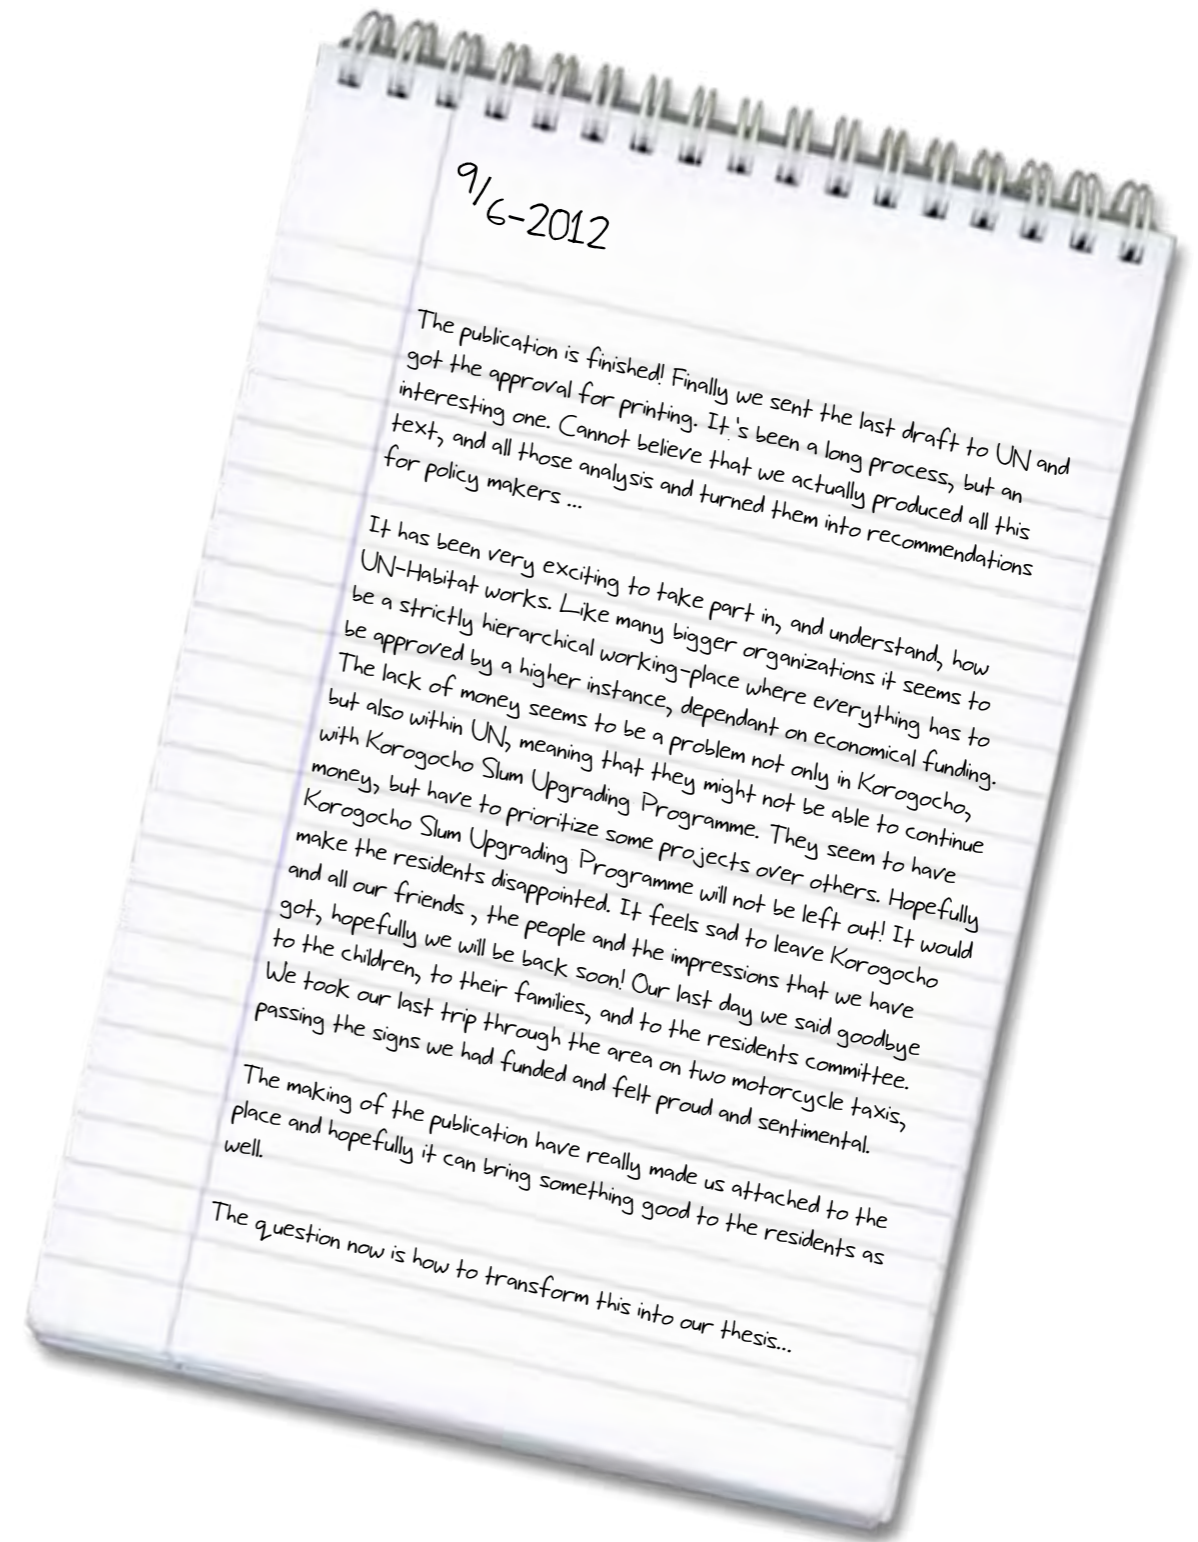 9/6-2012
The publication is finished! Finally we sent the last draft to UN and
got the approval for printing. It's been a long process, but an
interesting one. Cannot believe that we actually produced all this
text, and all those analysis and turned them into recommendations
for policy makers ...
It has been very exciting to take part in, and understand, how
UN-Habitat works. Like many bigger organizations it seems to
be a strictly hierarchical working-place where everything has to
be approved by a higher instance, dependant on economical funding.
The lack of money seems to be a problem not only in Korogocho,
but also within UN, meaning that they might not be able to continue
with Korogocho Slum Upgrading Programme. They seem to have
money, but have to prioritize some projects over others. Hopefully
Korogocho Slum Upgrading Programme will not be left out! It would
make the residents disappointed. It feels sad to leave Korogocho
and all our friends , the people and the impressions that we have
got, hopefully we will be back soon! Our last day we said goodbye
to the children, to their families, and to the residents committee.
We took our last trip through the area on two motorcycle taxis,
passing the signs we had funded and felt proud and sentimental.
The making of the publication have really made us attached to the
place and hopefully it can bring something good to the residents as
well.
The question now is how to transform this into our thesis...